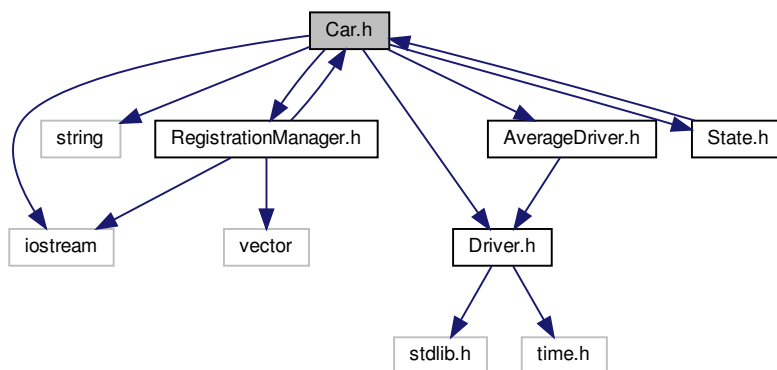 Car.h
string
RegistrationManager.h
AverageDriver.h
State.h
iostream
vector
Driver.h
stdlib.h
time.h